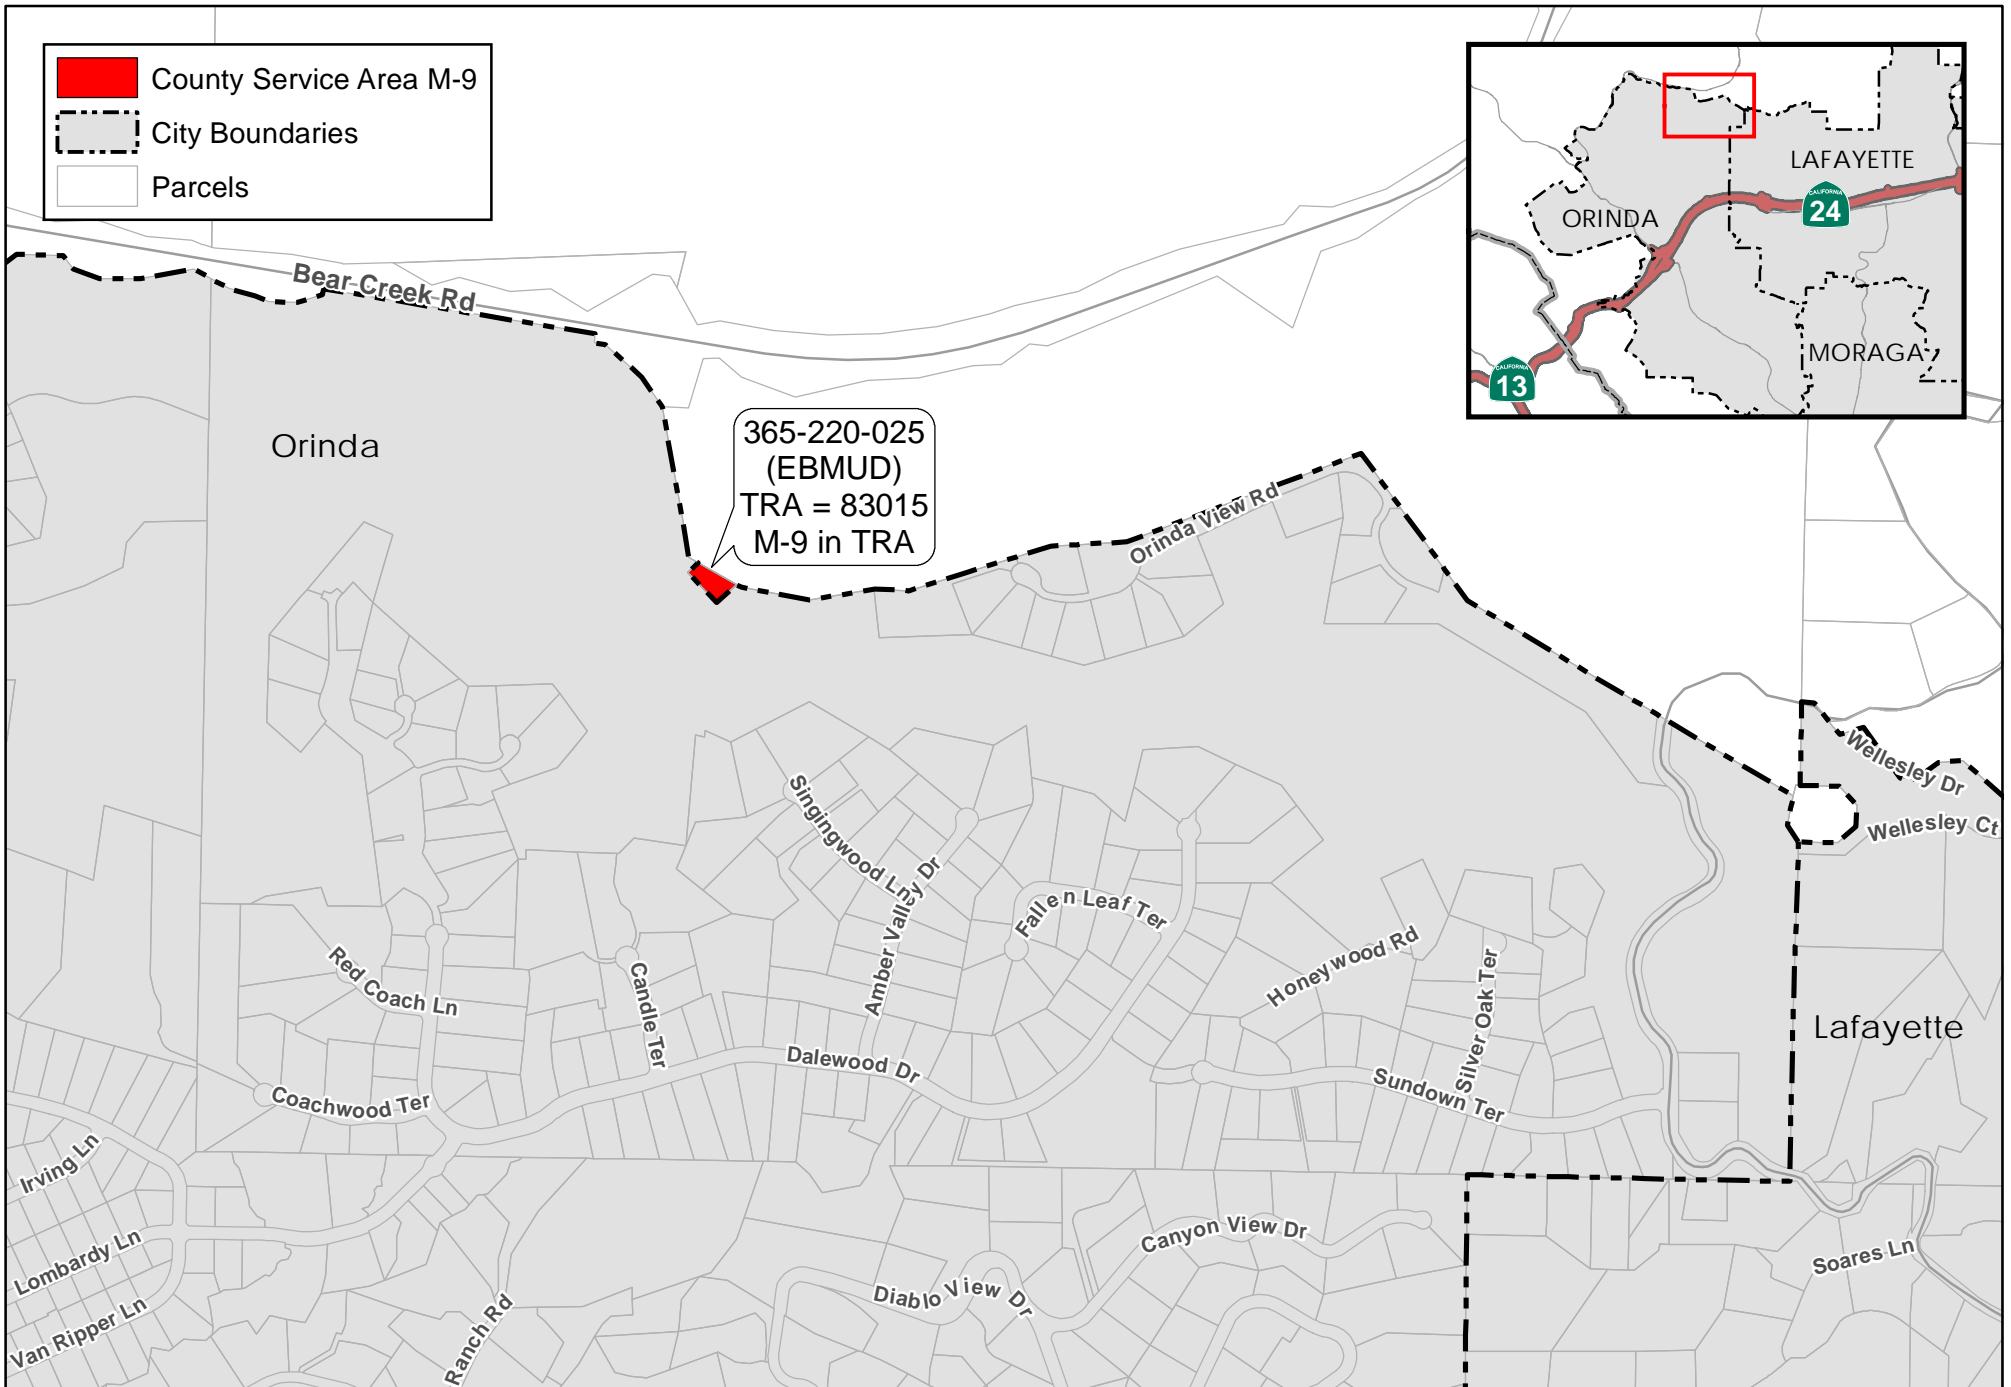 County Service Area M-9
City Boundaries
Parcels
LAFAYETTE
CALIFORNIA
24
ORINDA
MORAGA
CALIFORNIA
13
Bear Creek Rd
Orinda
365-220-025
(EBMUD)
TRA = 83015
M-9 in TRA
Orinda View Rd
Wellesley Dr
Wellesley Ct
Singingwood Ln
Amber Valley Dr
Fallen Leaf Ter
Honeywood Rd
Silver Oak Ter
Red Coach Ln
Candle Ter
Lafayette
Dalewood Dr
Sundown Ter
Coachwood Ter
Irving Ln
Lombardy Ln
Van Ripper Ln
Ranch Rd
Diablo View Dr
Canyon View Dr
Soares Ln